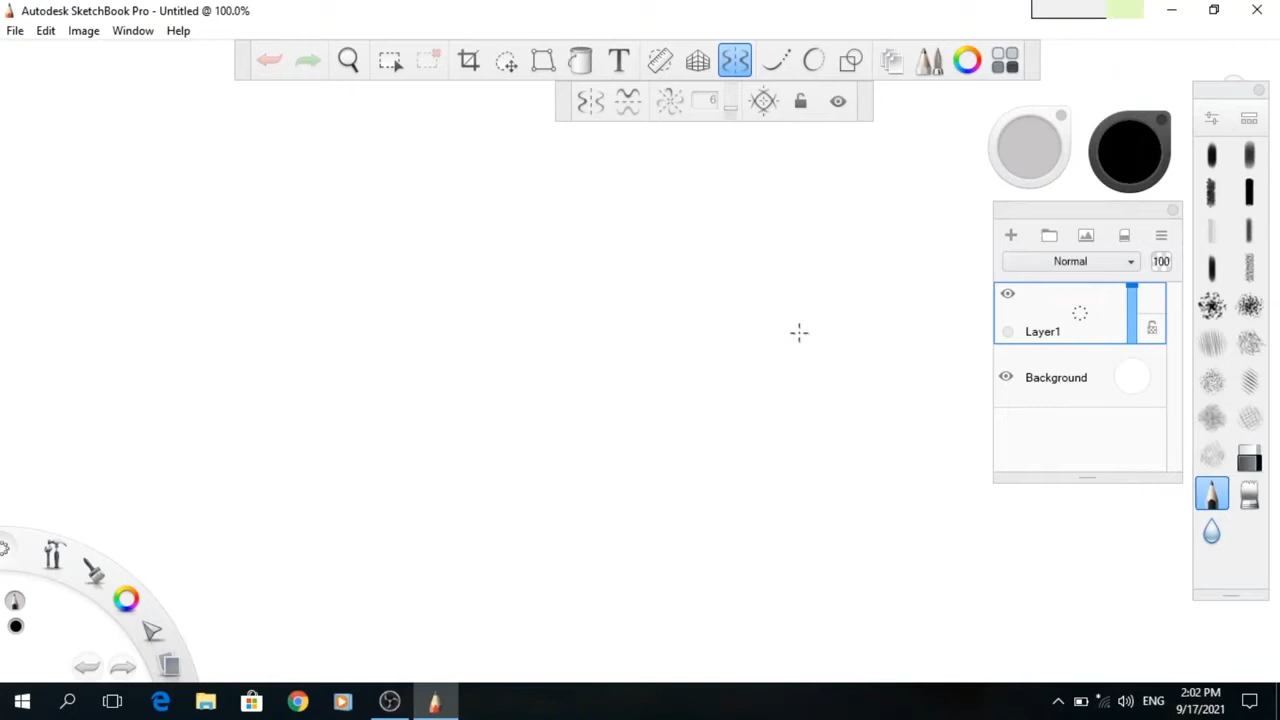 Autodesk SketchBook Pro - Untitled @ 100.0%
File Edit Image Window Help
T
6
Normal 100
Layer1
Background
ENG
2:02 PM
9/17/2021